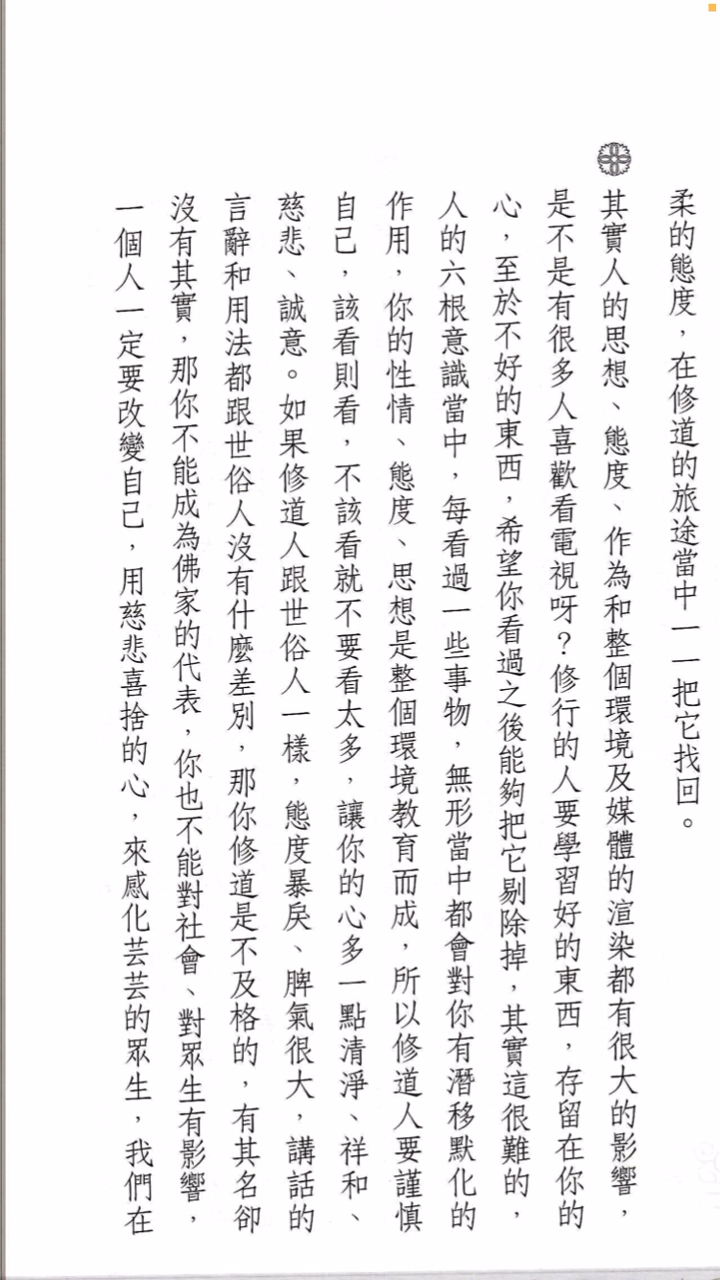 柔的態度，在修道的旅途當中一一把它找回。
其實人的思想、態度、作為和整個環境及媒體的渲染都有很大的影響，
是不是有很多人喜歡看電視呀？修行的人要學習好的東西，存留在你的
心，至於不好的東西，希望你看過之後能夠把它剔除掉，其實這很難的，
人的六根意識當中，每看過一些事物，無形當中都會對你有潛移默化的
作用，你的性情、態度、思想是整個環境教育而成，所以修道人要謹慎
自己，該看則看，不該看就不要看太多，讓你的心多一點清淨、祥和、
慈悲、誠意。如果修道人跟世俗人一樣，態度暴戾、脾氣很大，講話的
言辭和用法都跟世俗人沒有什麼差別，那你修道是不及格的，有其名卻
沒有其實，那你不能成為佛家的代表，你也不能對社會、對眾生有影響，
一個人一定要改變自己，用慈悲喜捨的心，來感化芸芸的眾生，我們在